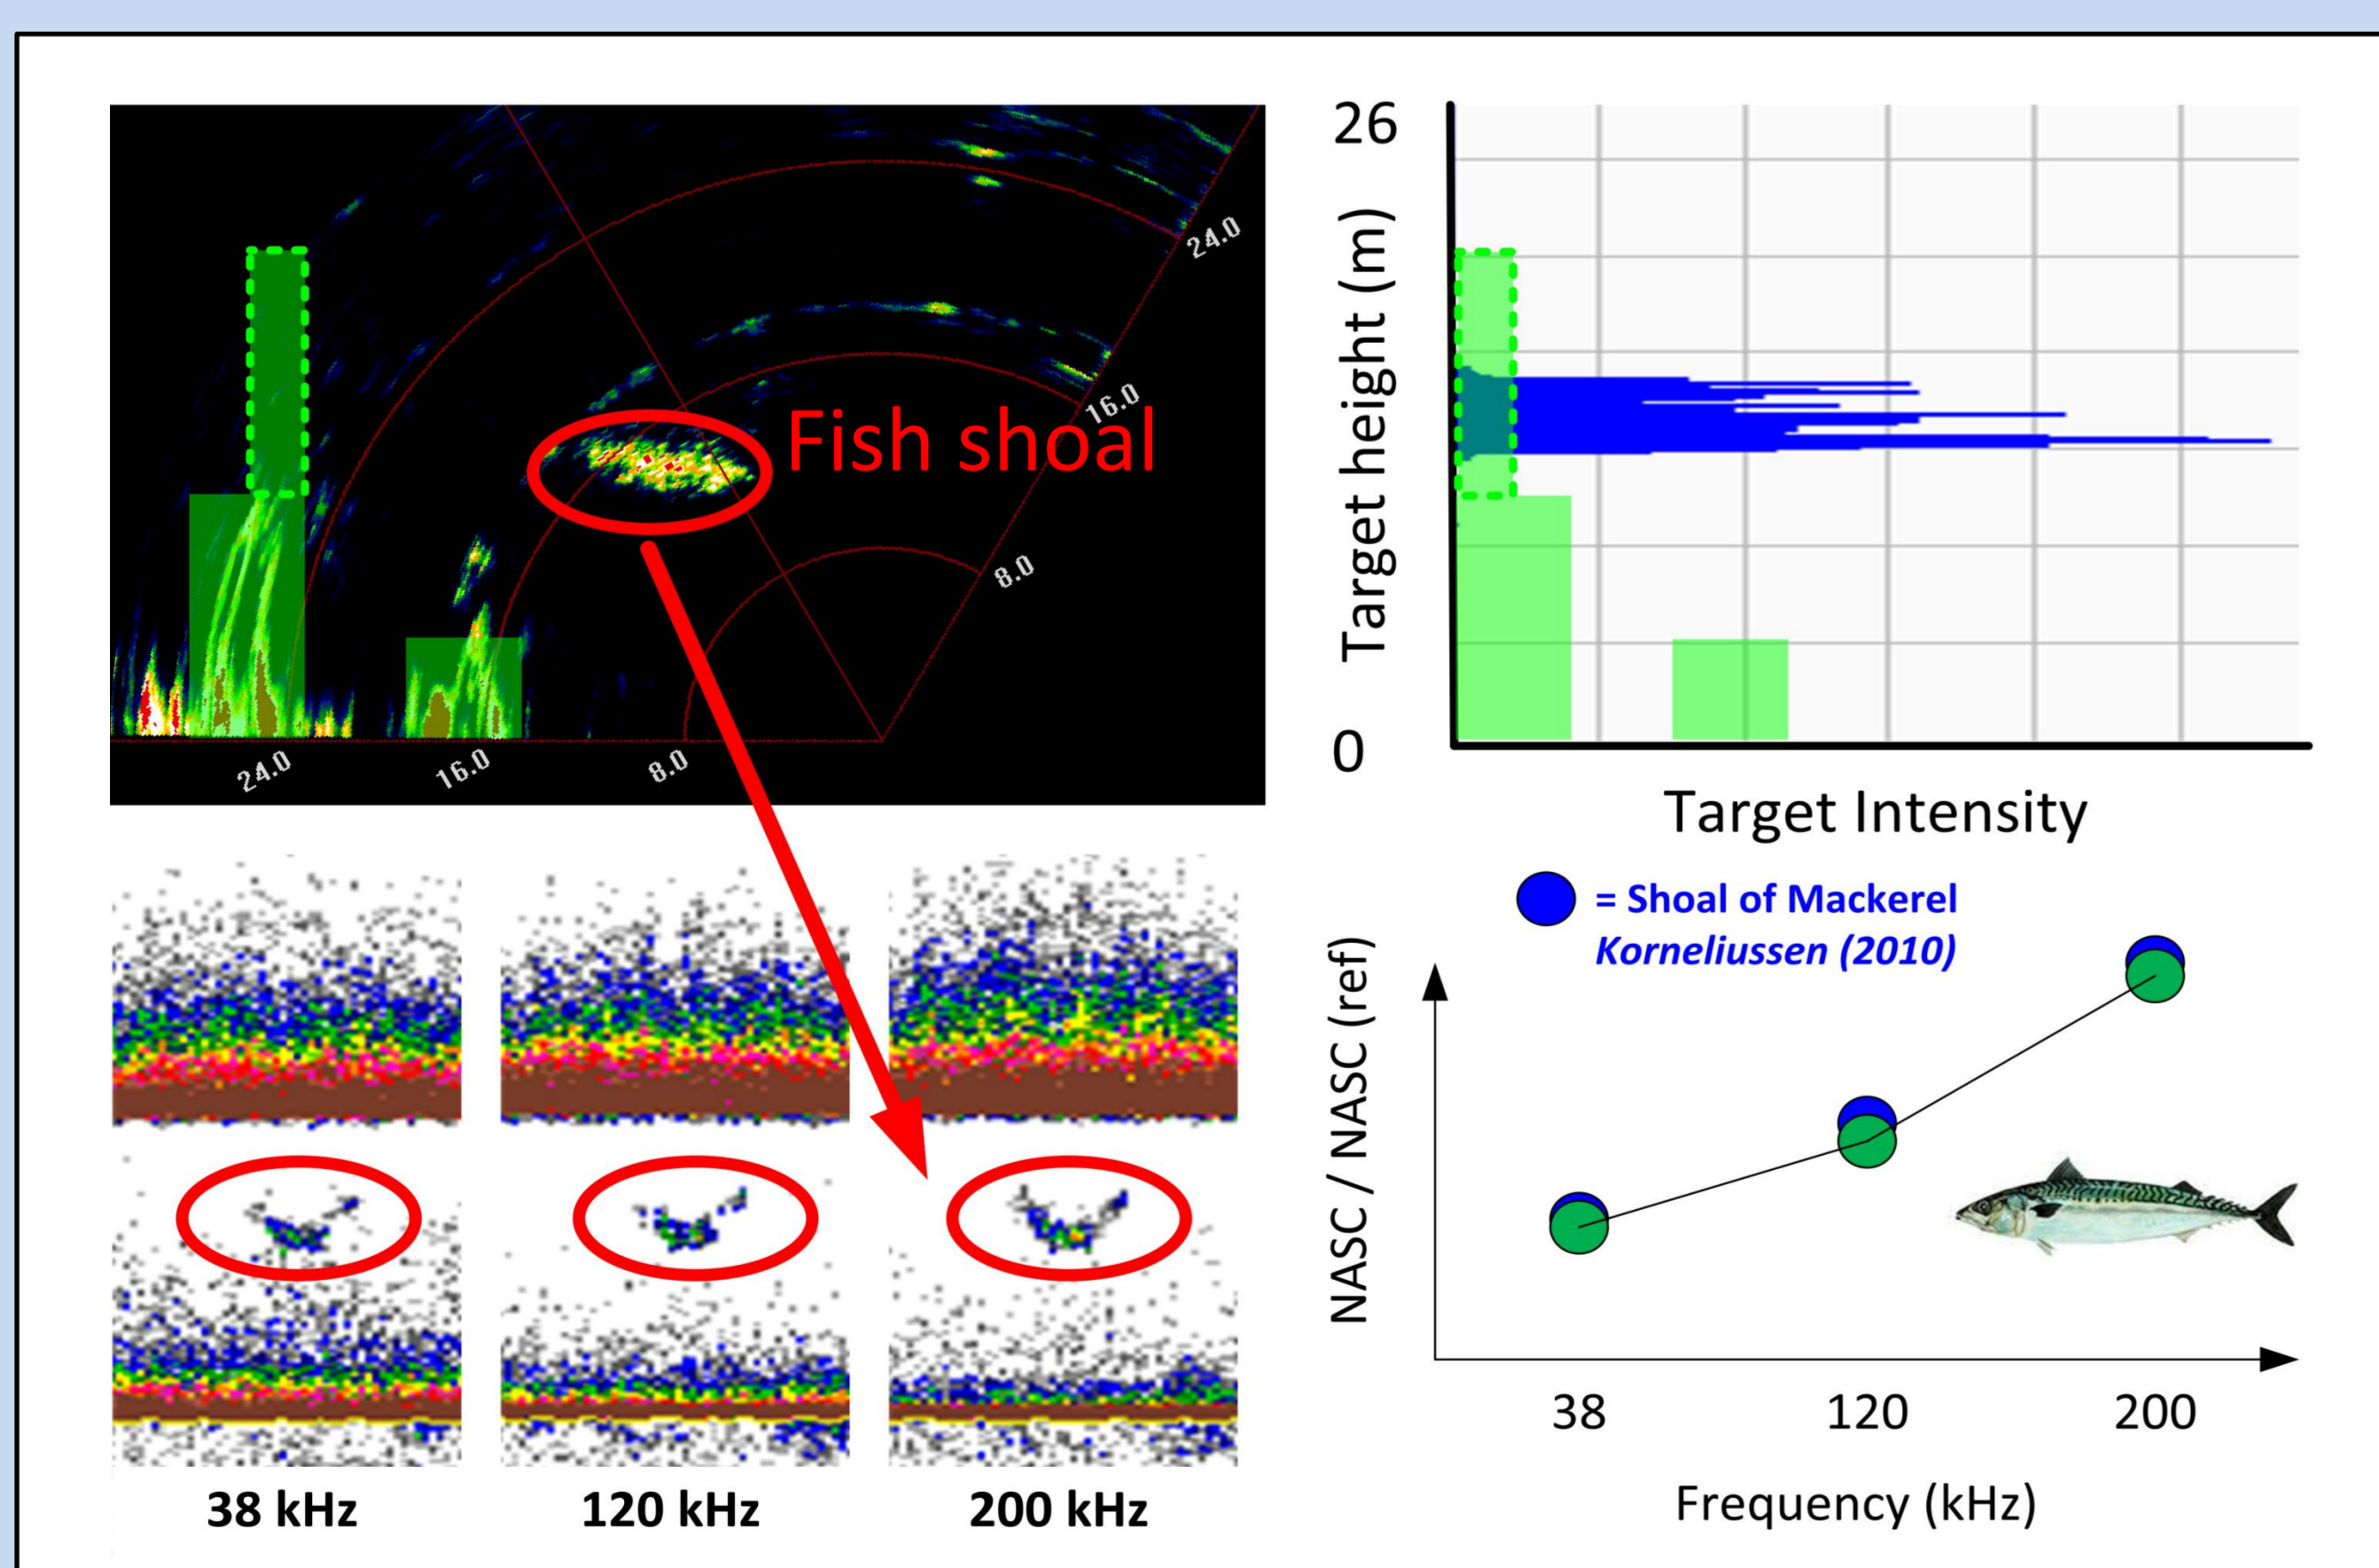 24.0
16.0
8.0
Fish shoal
24.0
16.0
8.0
26
Target height (m)
0
Target Intensity
= Shoal of Mackerel
Korneliussen (2010)
NASC / NASC (ref)
38
120
200
Frequency (kHz)
38 kHz
120 kHz
200 kHz